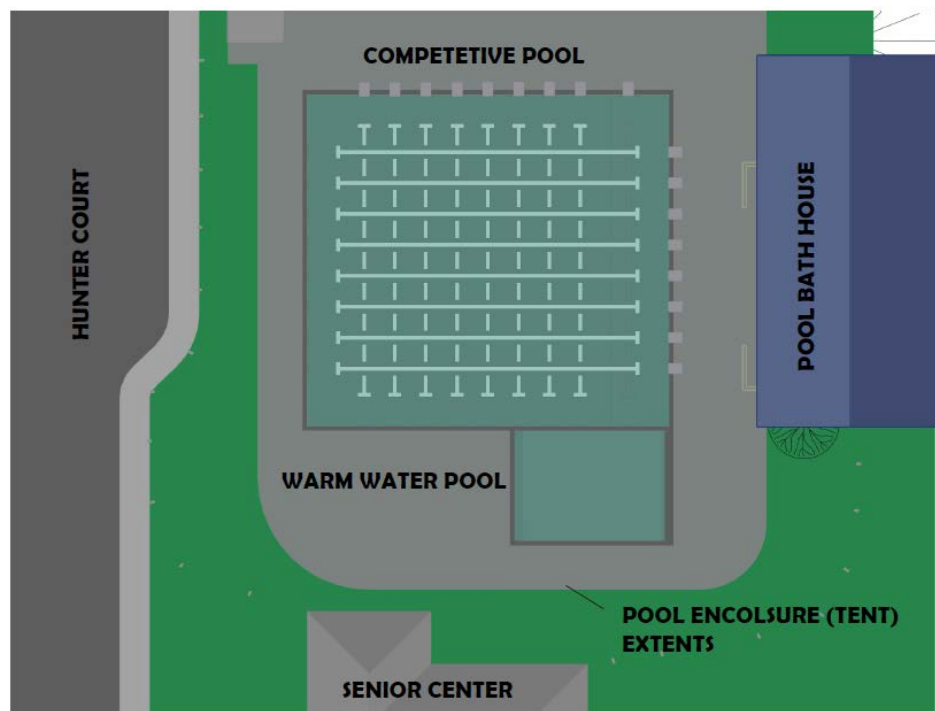 COMPETETIVE POOL
HUNTER COURT
POOL BATH HOUSE
WARM WATER POOL
POOL ENCOLSURE (TENT)
EXTENTS
SENIOR CENTER